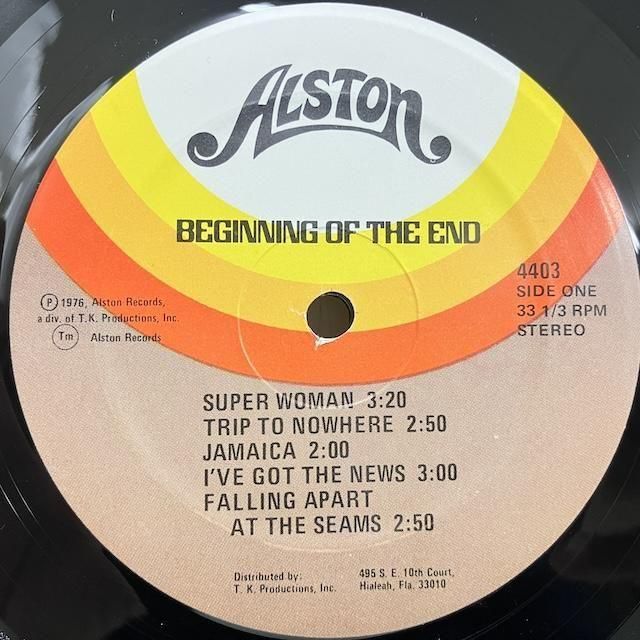 ALSTON
BEGINNING OF THE END
4403
SIDE ONE
33 1/3 RPM
STEREO
Ⓟ 1976, Alston Records,
a div. of T. K. Productions, Inc.
Tm Alston Records
SUPER WOMAN 3:20
TRIP TO NOWHERE 2:50
JAMAICA 2:00
I'VE GOT THE NEWS 3:00
FALLING APART
AT THE SEAMS 2:50
Distributed by:
T. K. Productions, Inc.
495 S. E. 10th Court,
Hialeah, Fla. 33010